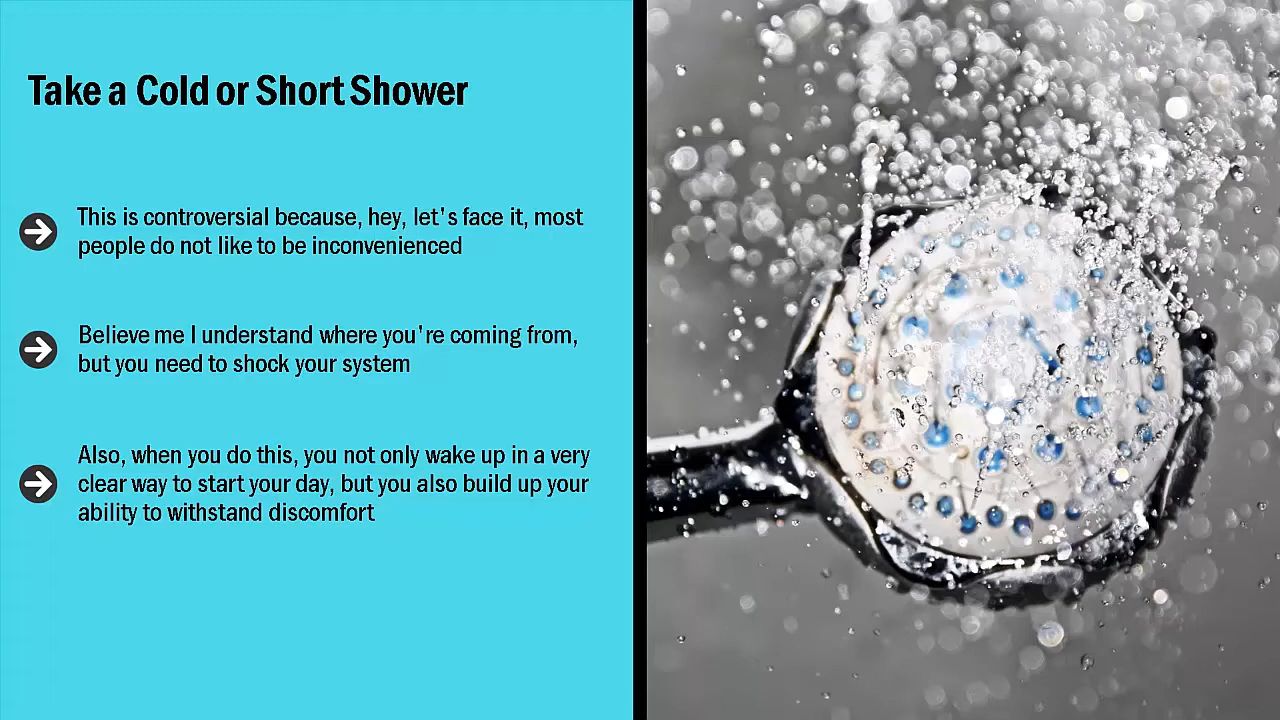 Take a Cold or Short Shower
This is controversial because, hey, let's face it, most
people do not like to be inconvenienced
Believe me I understand where you're coming from,
but you need to shock your system
Also, when you do this, you not only wake up in a very
clear way to start your day, but you also build up your
ability to withstand discomfort